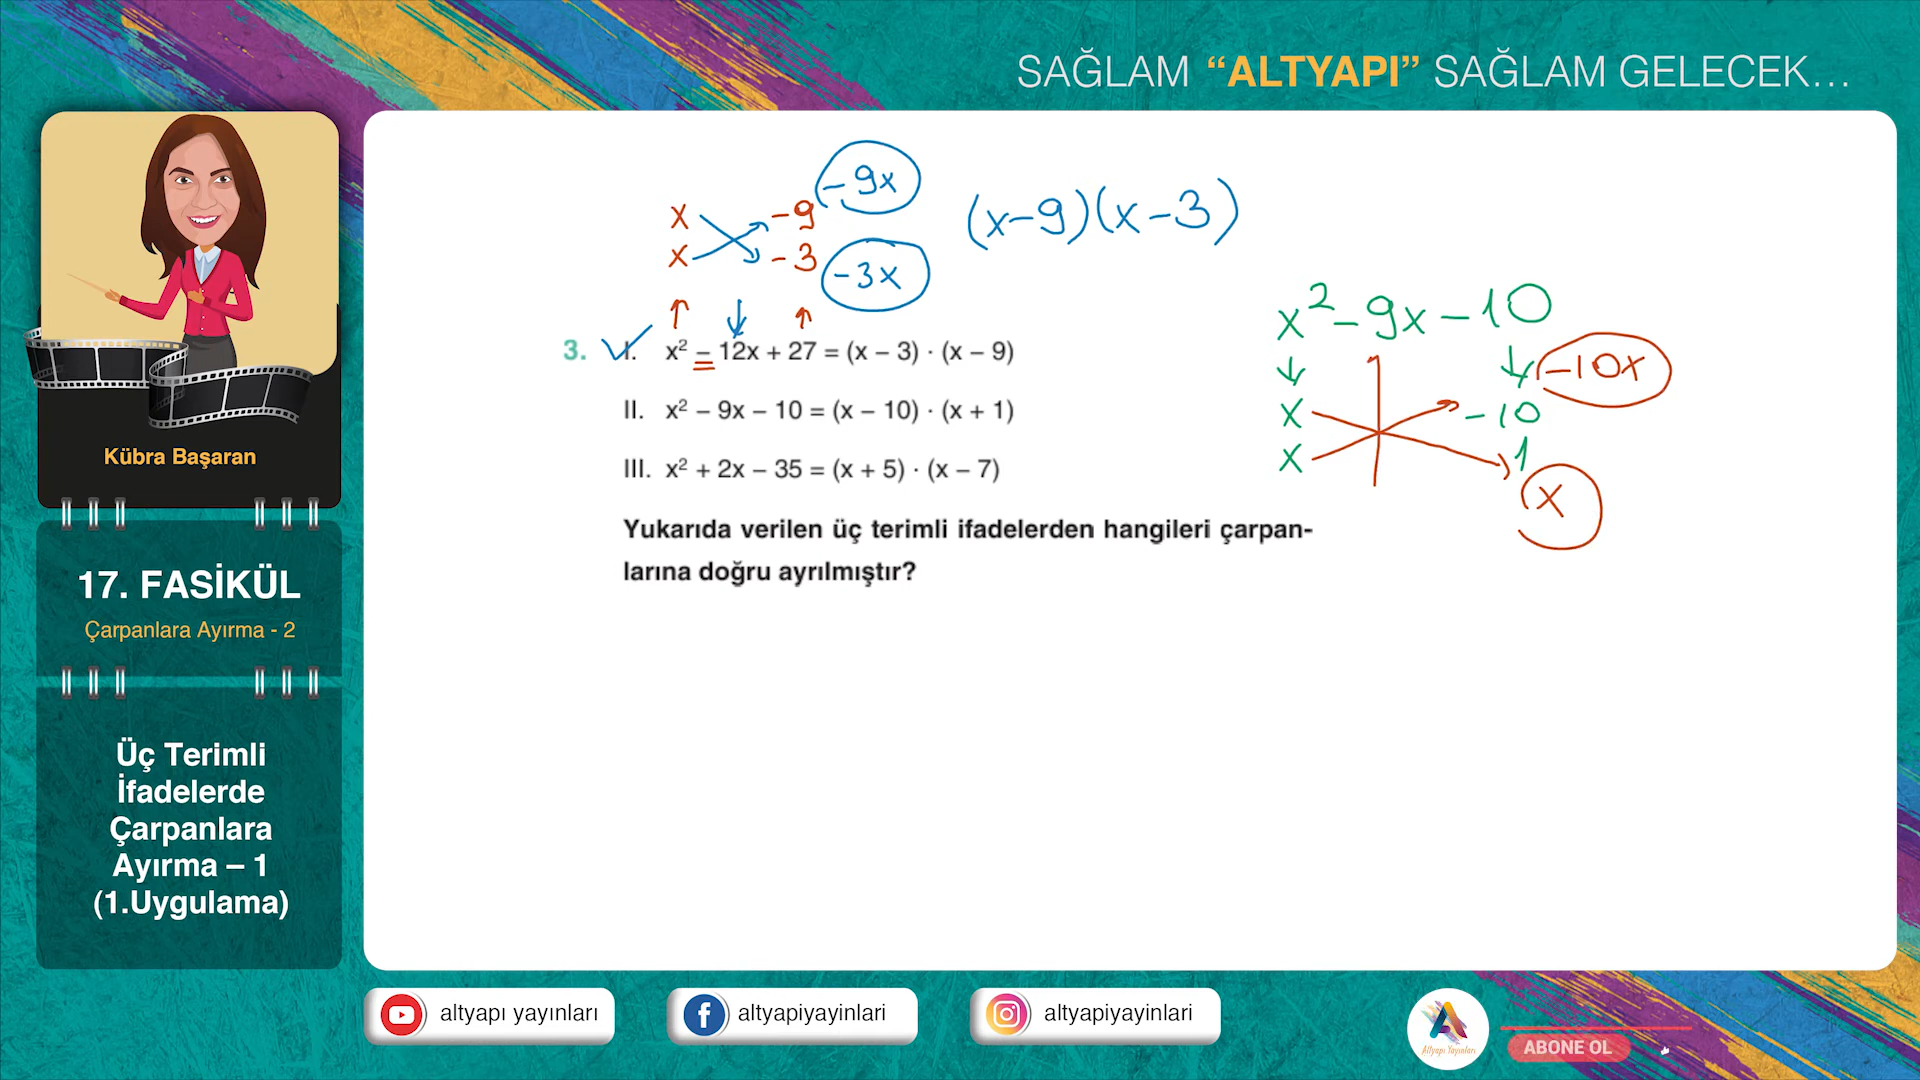 SAĞLAM “ALTYAPI” SAĞLAM GELECEK...
Kübra Başaran
17. FASİKÜL
Çarpanlara Ayırma - 2
Üç Terimli
İfadelerde
Çarpanlara
Ayırma – 1
(1.Uygulama)
x -9 -9x
x -3 -3x
(x-9)(x-3)
3. I. x² – 12x + 27 = (x – 3) · (x – 9)
II. x² – 9x – 10 = (x – 10) · (x + 1)
III. x² + 2x – 35 = (x + 5) · (x – 7)
Yukarıda verilen üç terimli ifadelerden hangileri çarpan-
larına doğru ayrılmıştır?
x²-9x-10
-10x
x -10
x 1
x
altyapı yayınları
altyapiyayinlari
altyapiyayinlari
Altyapı Yayınları
ABONE OL